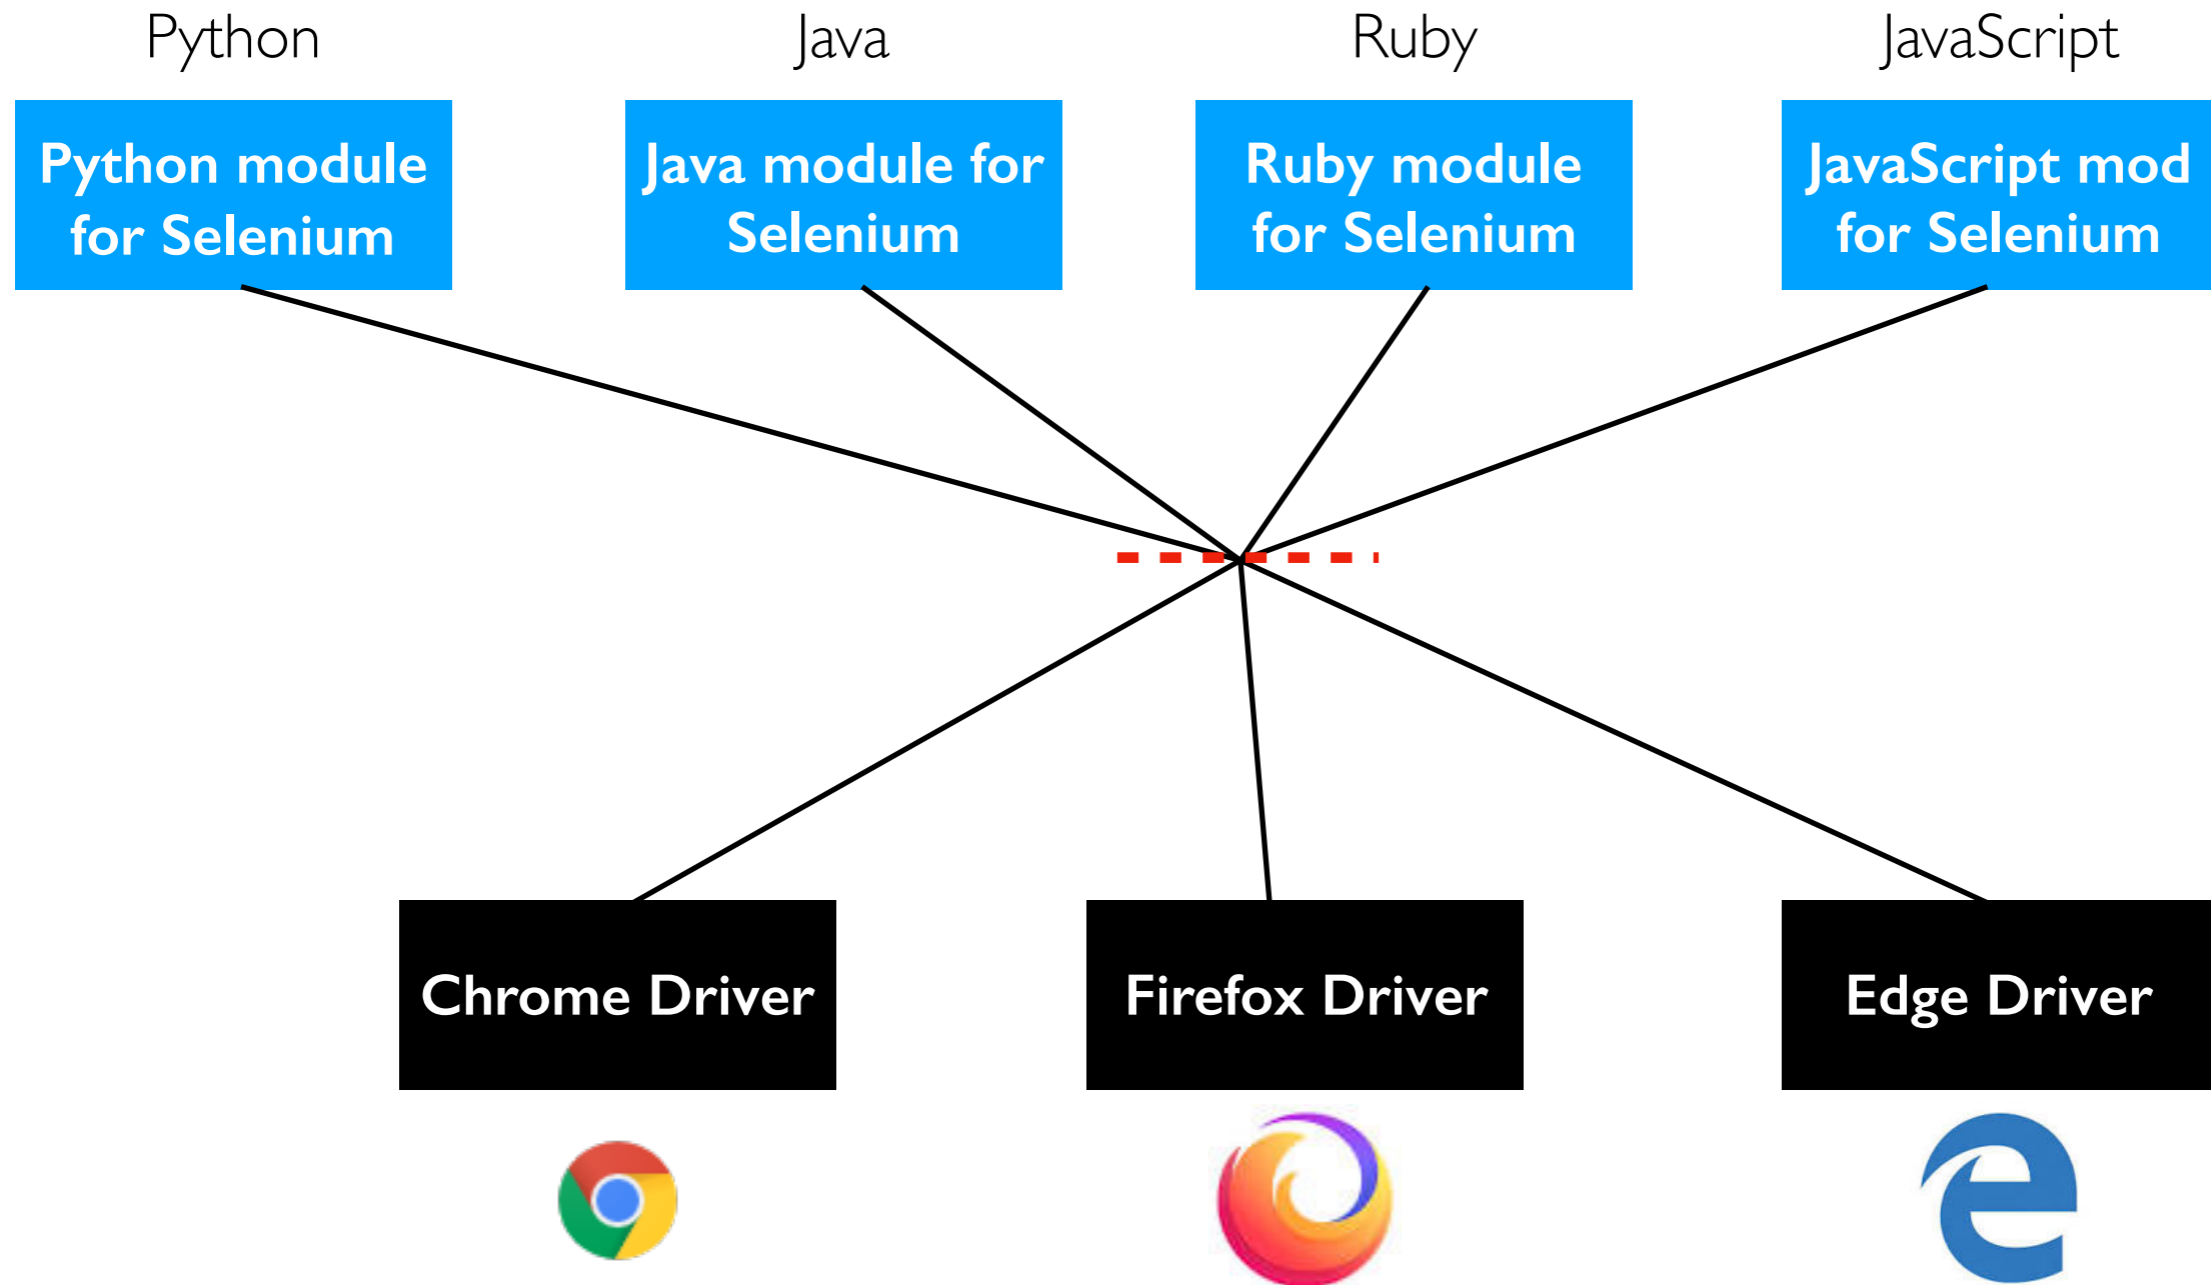 Python
Java
Ruby
JavaScript
Python module
for Selenium
Java module for
Selenium
Ruby module
for Selenium
JavaScript mod
for Selenium
Chrome Driver
Firefox Driver
Edge Driver